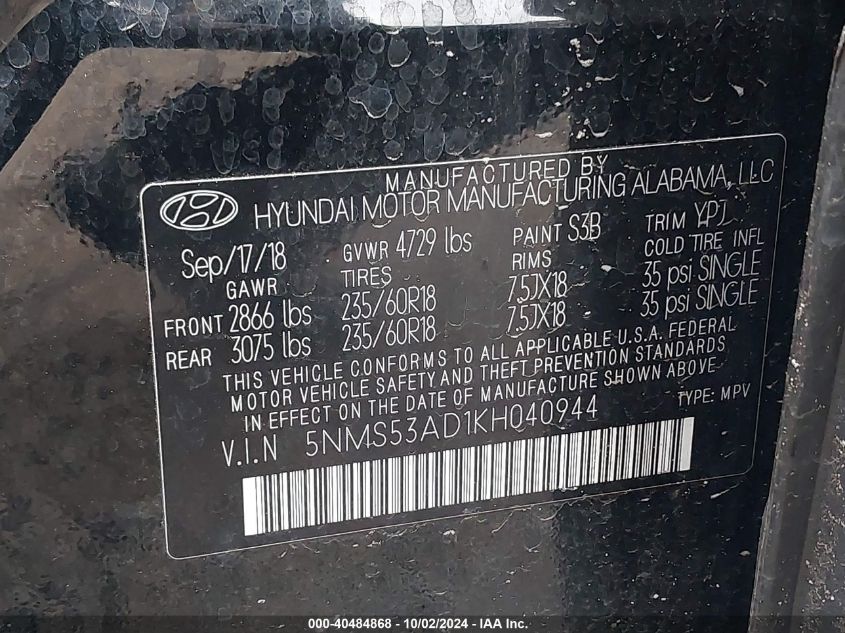 MANUFACTURED BY
HYUNDAI MOTOR MANUFACTURING ALABAMA, LLC
Sep/17/18 GVWR 4729 lbs PAINT S3B TRIM YPJ
GAWR TIRES RIMS COLD TIRE INFL
FRONT 2866 lbs 235/60R18 7.5JX18 35 psi SINGLE
REAR 3075 lbs 235/60R18 7.5JX18 35 psi SINGLE
THIS VEHICLE CONFORMS TO ALL APPLICABLE U.S.A. FEDERAL
MOTOR VEHICLE SAFETY AND THEFT PREVENTION STANDARDS
IN EFFECT ON THE DATE OF MANUFACTURE SHOWN ABOVE
V.I.N 5NMS53AD1KH040944 TYPE: MPV
000-40484868 - 10/02/2024 - IAA Inc.